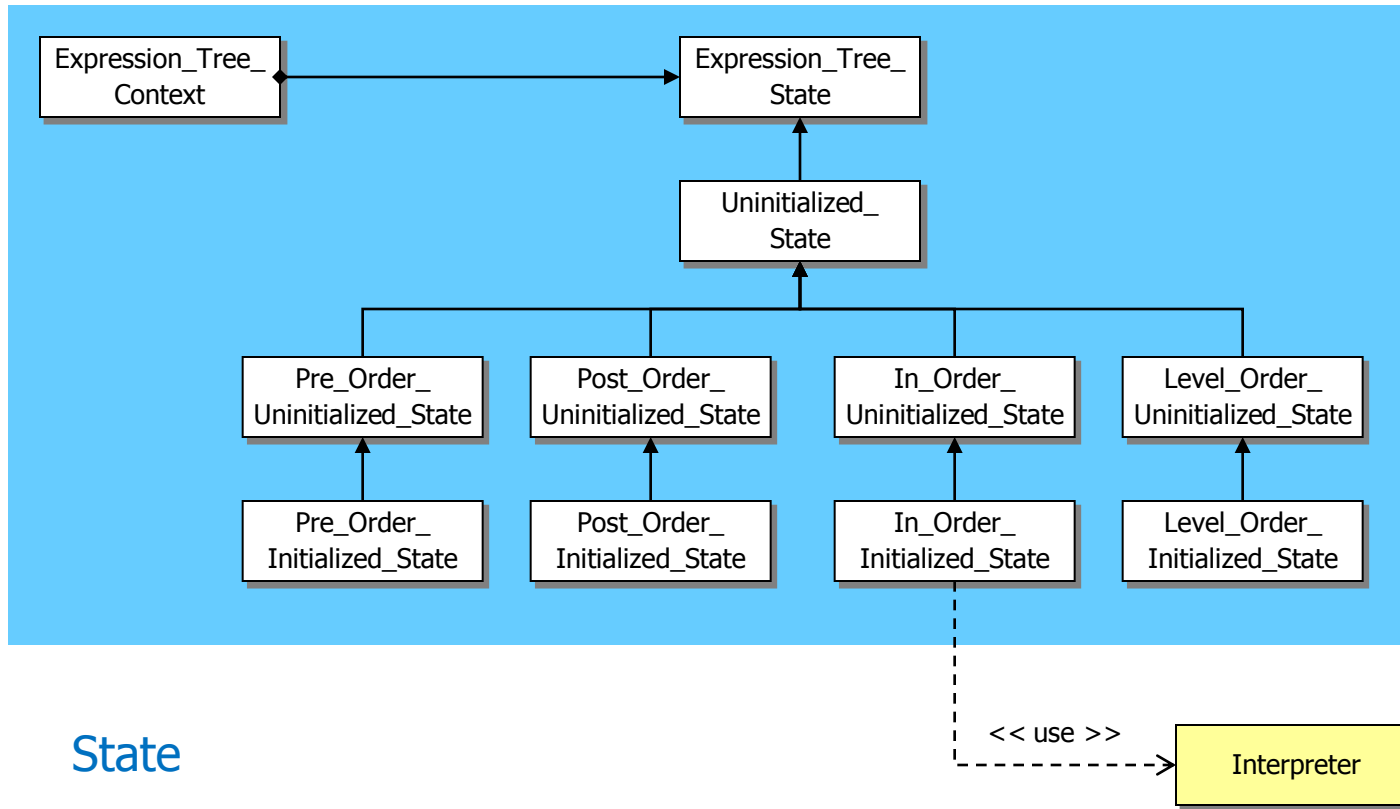 Expression_Tree_
Context
Expression_Tree_
State
Uninitialized_
State
Pre_Order_
Uninitialized_State
Post_Order_
Uninitialized_State
In_Order_
Uninitialized_State
Level_Order_
Uninitialized_State
Pre_Order_
Initialized_State
Post_Order_
Initialized_State
In_Order_
Initialized_State
Level_Order_
Initialized_State
<< use >>
State
Interpreter